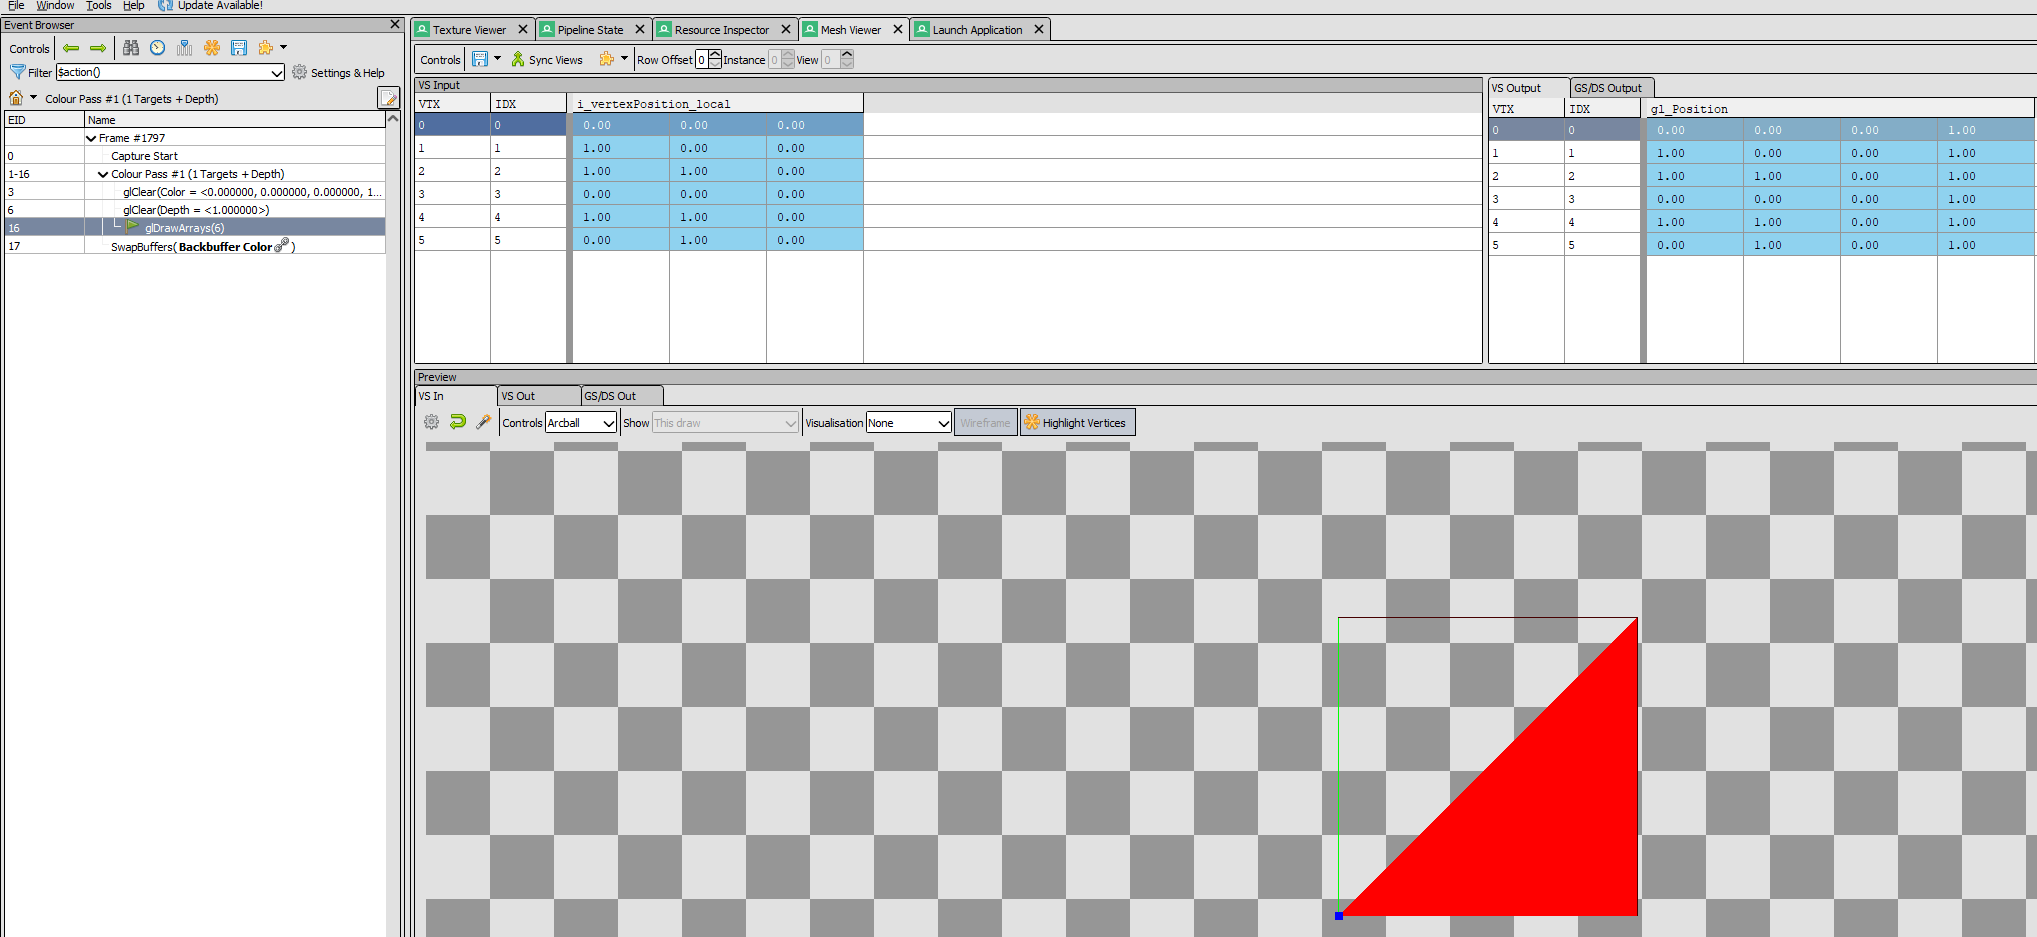 File Window Tools Help Update Available!
Event Browser
Controls
Filter $action() Settings & Help
Colour Pass #1 (1 Targets + Depth)
EID Name
Frame #1797
0 Capture Start
1-16 Colour Pass #1 (1 Targets + Depth)
3 glClear(Color = <0.000000, 0.000000, 0.000000, 1...
6 glClear(Depth = <1.000000>)
16 glDrawArrays(6)
17 SwapBuffers( Backbuffer Color )
Texture Viewer Pipeline State Resource Inspector Mesh Viewer Launch Application
Controls Sync Views Row Offset 0 Instance 0 View 0
VS Input
VTX IDX i_vertexPosition_local
0 0 0.00 0.00 0.00
1 1 1.00 0.00 0.00
2 2 1.00 1.00 0.00
3 3 0.00 0.00 0.00
4 4 1.00 1.00 0.00
5 5 0.00 1.00 0.00
VS Output GS/DS Output
VTX IDX gl_Position
0 0 0.00 0.00 0.00 1.00
1 1 1.00 0.00 0.00 1.00
2 2 1.00 1.00 0.00 1.00
3 3 0.00 0.00 0.00 1.00
4 4 1.00 1.00 0.00 1.00
5 5 0.00 1.00 0.00 1.00
Preview
VS In VS Out GS/DS Out
Controls Arcball Show This draw Visualisation None Wireframe Highlight Vertices